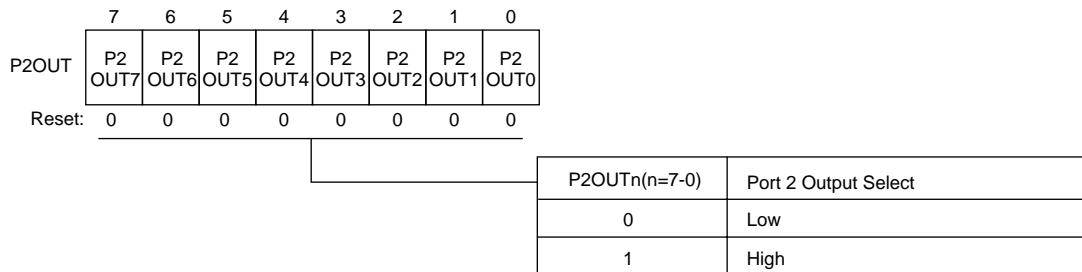 7 6 5 4 3 2 1 0
P2OUT P2 OUT7 P2 OUT6 P2 OUT5 P2 OUT4 P2 OUT3 P2 OUT2 P2 OUT1 P2 OUT0
Reset: 0 0 0 0 0 0 0 0
P2OUTn(n=7-0) Port 2 Output Select
0 Low
1 High